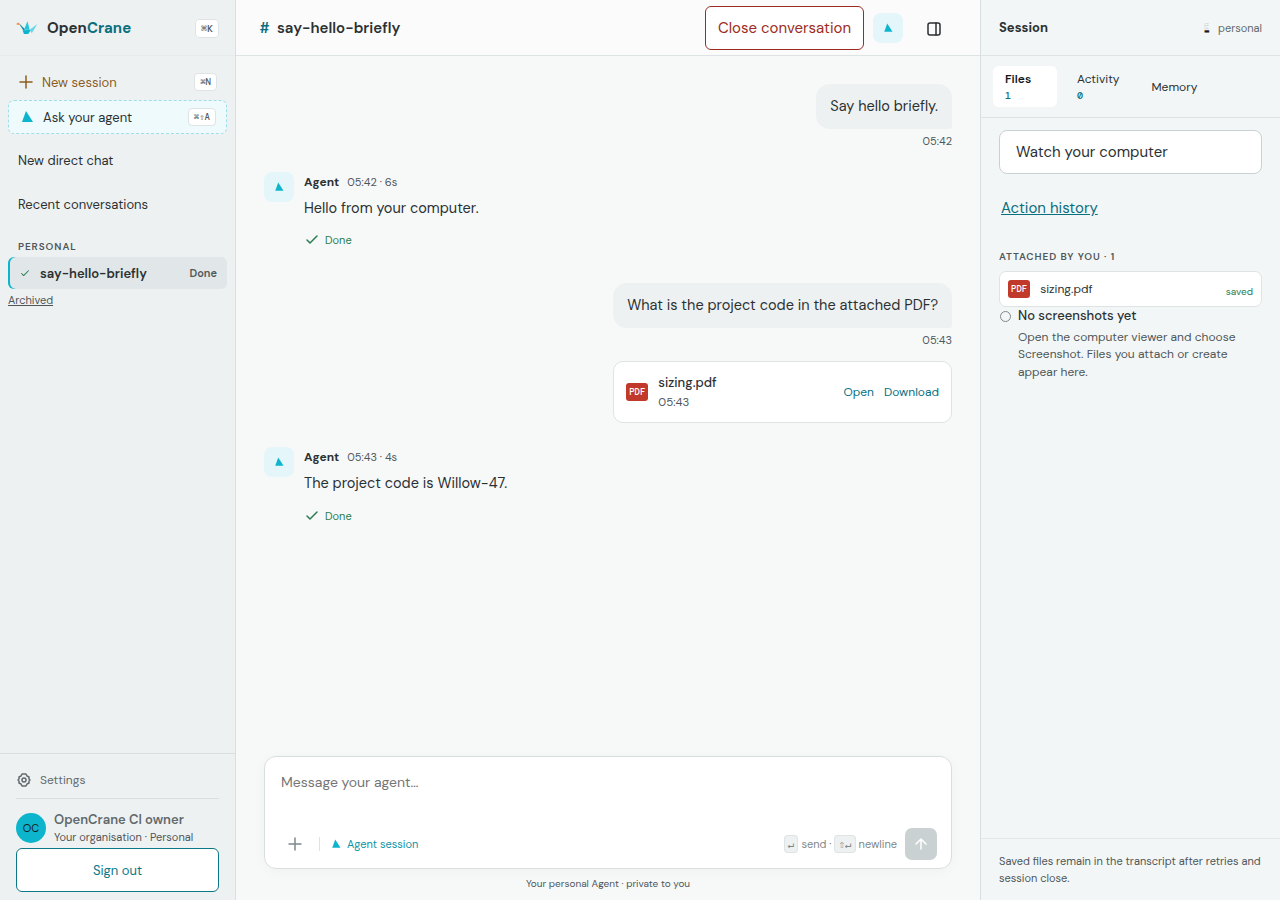 OpenCrane
⌘K
New session
⌘N
Ask your agent
⌘⇧A
New direct chat
Recent conversations
PERSONAL
say-hello-briefly
Done
Archived
Settings
OC
OpenCrane CI owner
Your organisation · Personal
Sign out
# say-hello-briefly
Close conversation
Say hello briefly.
05:42
Agent 05:42 · 6s
Hello from your computer.
Done
What is the project code in the attached PDF?
05:43
PDF
sizing.pdf
05:43
Open Download
Agent 05:43 · 4s
The project code is Willow-47.
Done
Message your agent…
Agent session
↵ send · ⇧↵ newline
Your personal Agent · private to you
Session
personal
Files
1
Activity
0
Memory
Watch your computer
Action history
ATTACHED BY YOU · 1
PDF
sizing.pdf
saved
No screenshots yet
Open the computer viewer and choose
Screenshot. Files you attach or create
appear here.
Saved files remain in the transcript after retries and
session close.